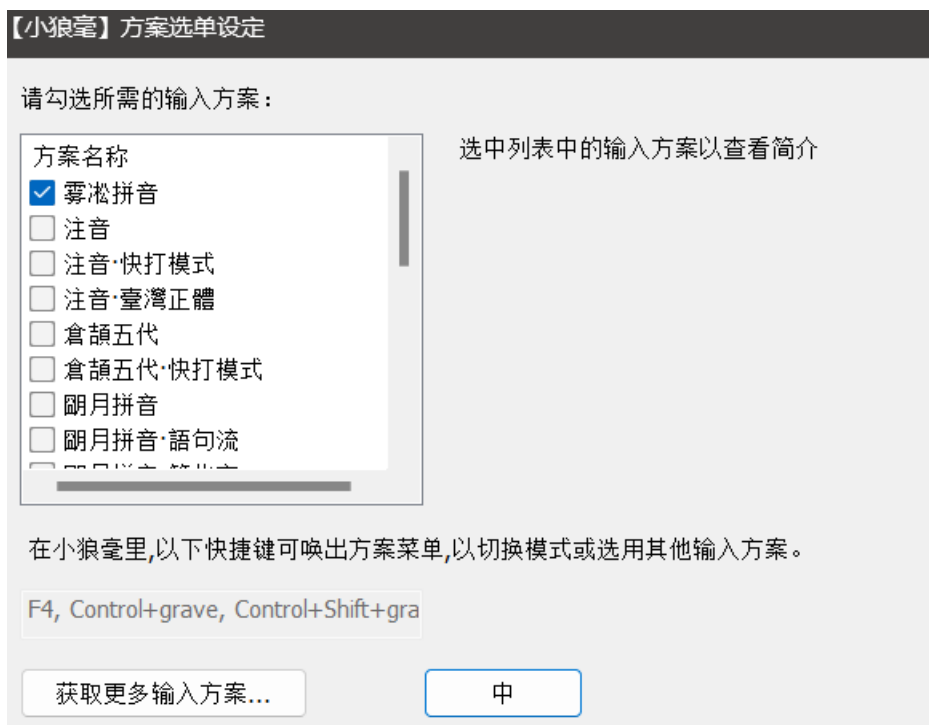 【小狼毫】方案选单设定
请勾选所需的输入方案：
方案名称
雾凇拼音
注音
注音·快打模式
注音·臺灣正體
倉頡五代
倉頡五代·快打模式
朙月拼音
朙月拼音·語句流
选中列表中的输入方案以查看简介
在小狼毫里,以下快捷键可唤出方案菜单,以切换模式或选用其他输入方案。
F4, Control+grave, Control+Shift+gra
获取更多输入方案...
中